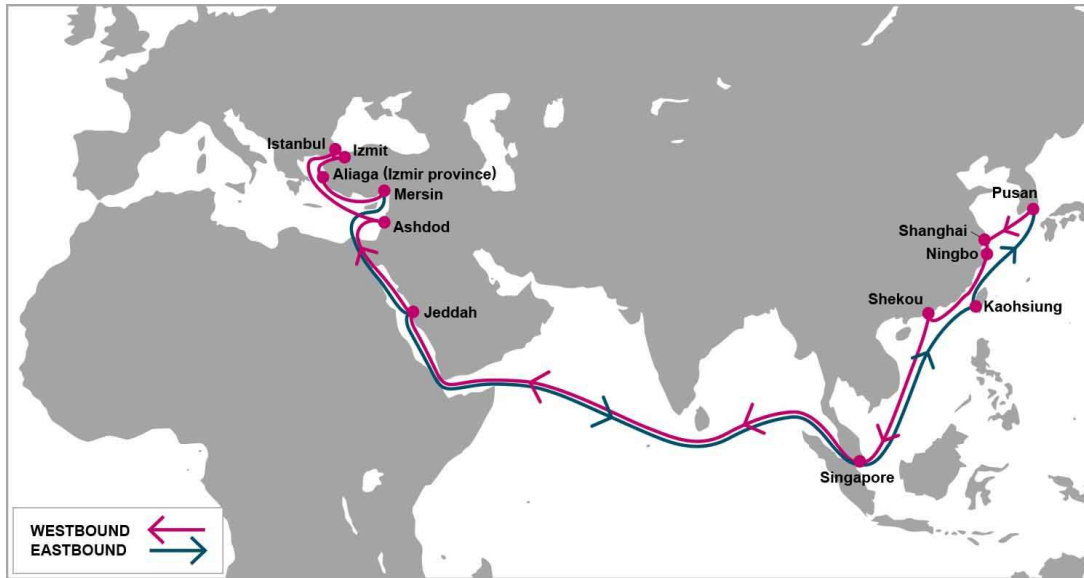 Istanbul
Izmit
Aliaga (Izmir province)
Mersin
Ashdod
Jeddah
Pusan
Shanghai
Ningbo
Shekou
Kaohsiung
Singapore
WESTBOUND
EASTBOUND